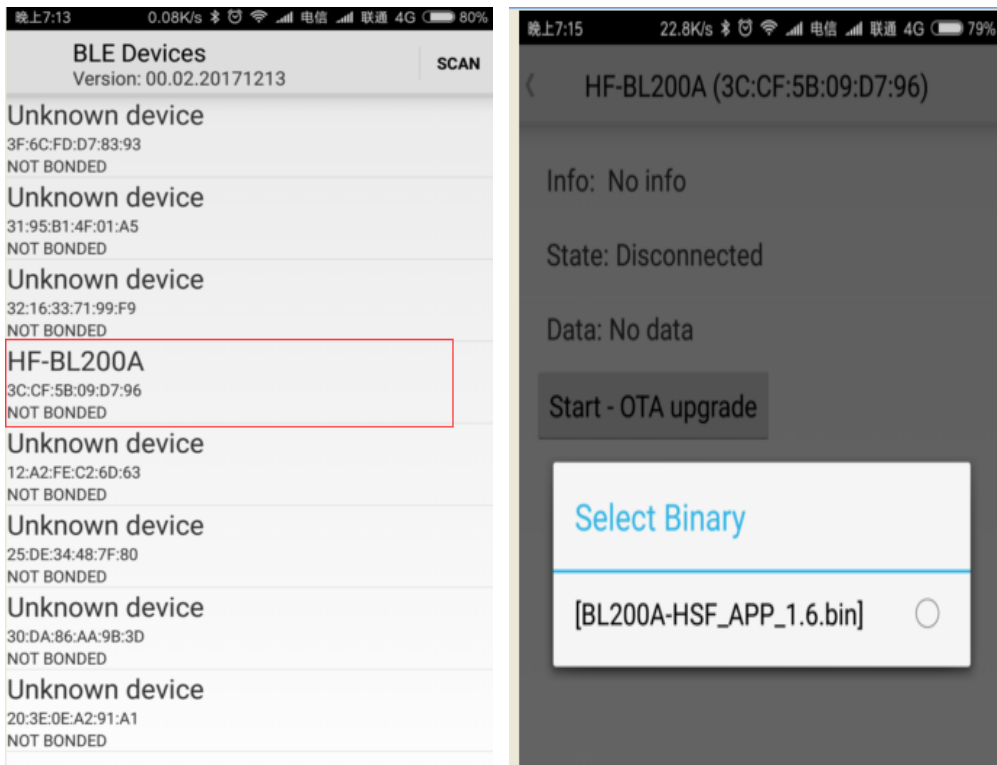 晚上7:13 0.08K/s 电信 联通 4G 80%
BLE Devices
Version: 00.02.20171213
SCAN
Unknown device
3F:6C:FD:D7:83:93
NOT BONDED
Unknown device
31:95:B1:4F:01:A5
NOT BONDED
Unknown device
32:16:33:71:99:F9
NOT BONDED
HF-BL200A
3C:CF:5B:09:D7:96
NOT BONDED
Unknown device
12:A2:FE:C2:6D:63
NOT BONDED
Unknown device
25:DE:34:48:7F:80
NOT BONDED
Unknown device
30:DA:86:AA:9B:3D
NOT BONDED
Unknown device
20:3E:0E:A2:91:A1
NOT BONDED
晚上7:15 22.8K/s 电信 联通 4G 79%
HF-BL200A (3C:CF:5B:09:D7:96)
Info: No info
State: Disconnected
Data: No data
Start - OTA upgrade
Select Binary
[BL200A-HSF_APP_1.6.bin]